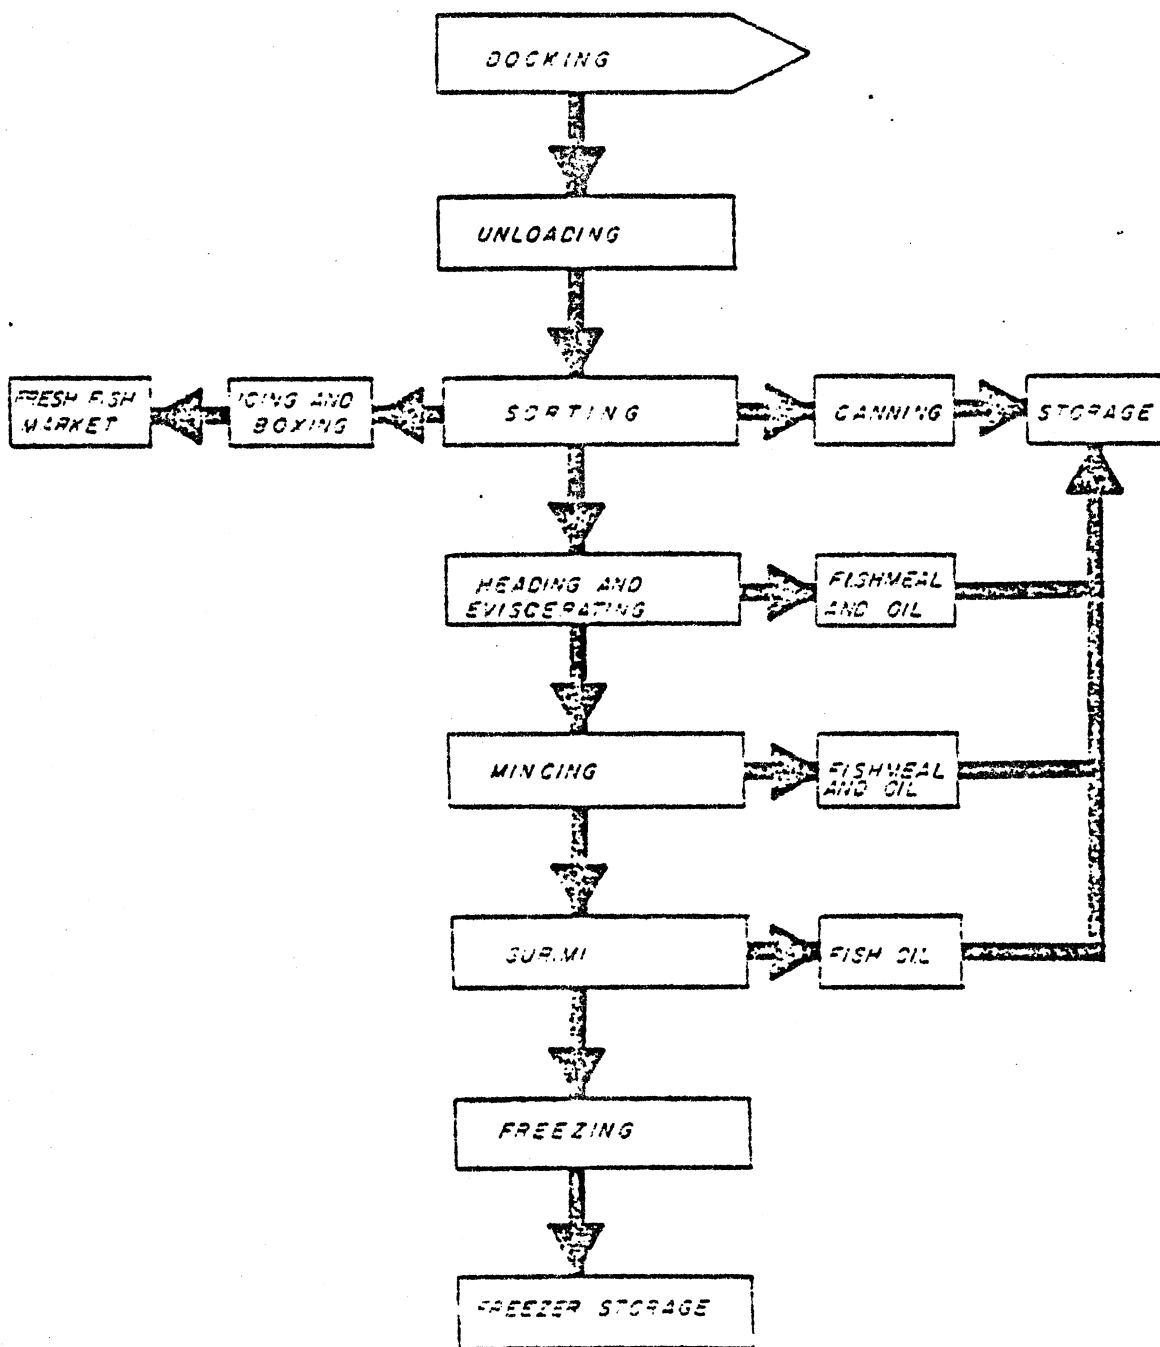 DOCKING
UNLOADING
FRESH FISH
MARKET
ICING AND
BOXING
SORTING
CANNING
STORAGE
HEADING AND
EVISCERATING
FISHMEAL
AND OIL
MINCING
FISHMEAL
AND OIL
SURIMI
FISH OIL
FREEZING
FREEZER STORAGE